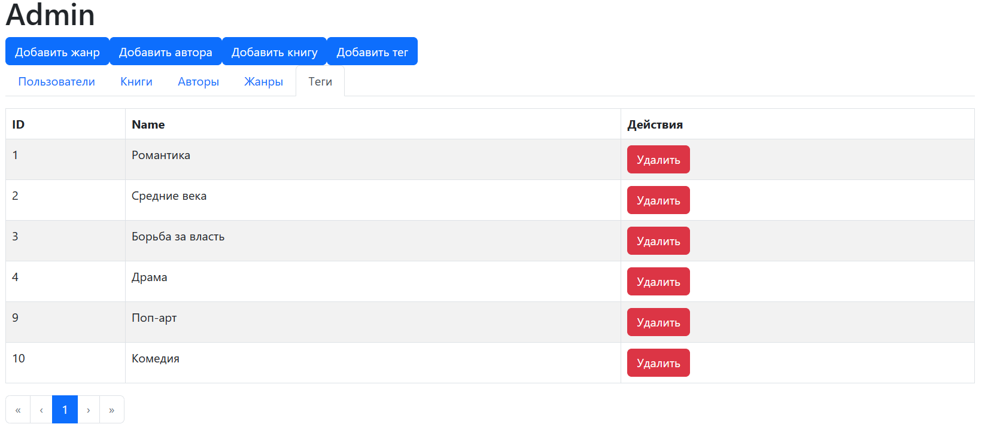 Admin
Добавить жанр Добавить автора Добавить книгу Добавить тег
Пользователи Книги Авторы Жанры Теги
ID Name Действия
1 Романтика Удалить
2 Средние века Удалить
3 Борьба за власть Удалить
4 Драма Удалить
9 Поп-арт Удалить
10 Комедия Удалить
« ‹ 1 › »